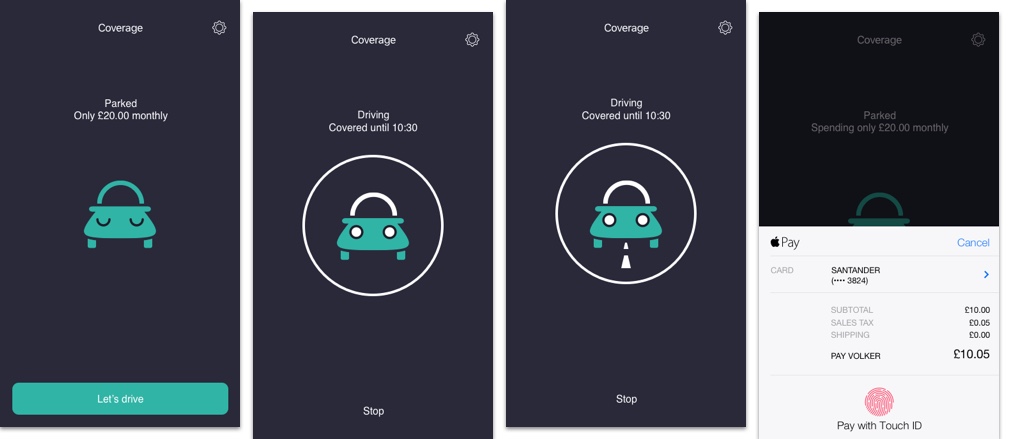 Coverage
Parked
Only £20.00 monthly
Let's drive
Coverage
Driving
Covered until 10:30
Stop
Coverage
Driving
Covered until 10:30
Stop
Coverage
Parked
Spending only £20.00 monthly
Pay
Cancel
CARD
SANTANDER
(•••• 3824)
SUBTOTAL £10.00
SALES TAX £0.05
SHIPPING £0.00
PAY VOLKER £10.05
Pay with Touch ID